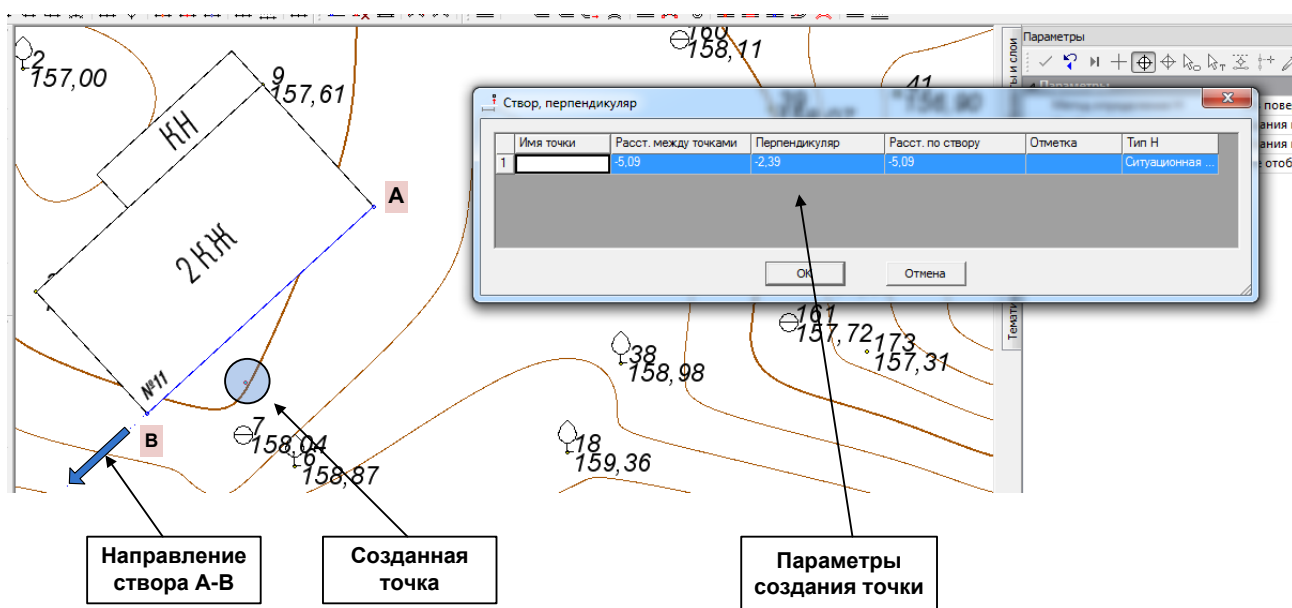 Параметры
2
157,00
9
157,61
160
158,11
41
156,90
КН
2КЖ
A
B
№11
7
158,04
6
158,87
38
158,98
18
159,36
161
157,72
173
157,31
Створ, перпендикуляр
Имя точки Расст. между точками Перпендикуляр Расст. по створу Отметка Тип Н
1 -5,09 -2,39 -5,09 Ситуационная ...
ОК Отмена
Направление
створа А-В
Созданная
точка
Параметры
создания точки